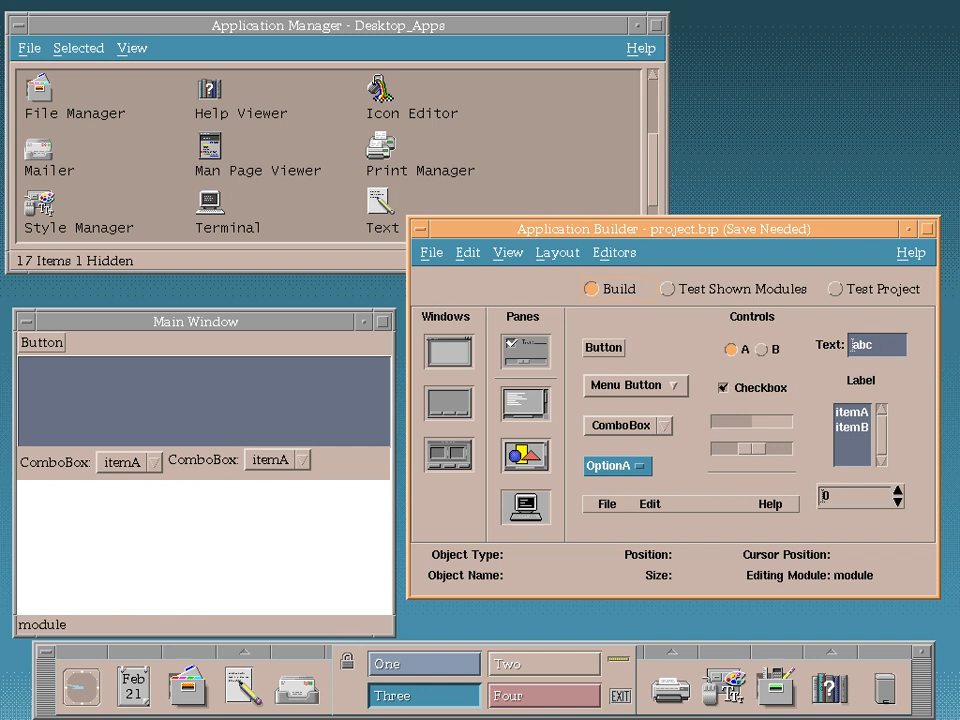 Application Manager - Desktop_Apps
File Selected View Help
File Manager Help Viewer Icon Editor
Mailer Man Page Viewer Print Manager
Style Manager Terminal Text
17 Items 1 Hidden
Application Builder - project.bip (Save Needed)
File Edit View Layout Editors Help
Build Test Shown Modules Test Project
Windows Panes Controls
Button A B Text: abc
Menu Button Checkbox Label
ComboBox itemA
itemB
OptionA
File Edit Help 0
Object Type: Position: Cursor Position:
Object Name: Size: Editing Module: module
Main Window
Button
ComboBox: itemA ComboBox: itemA
module
One Two
Feb
21
Three Four EXIT